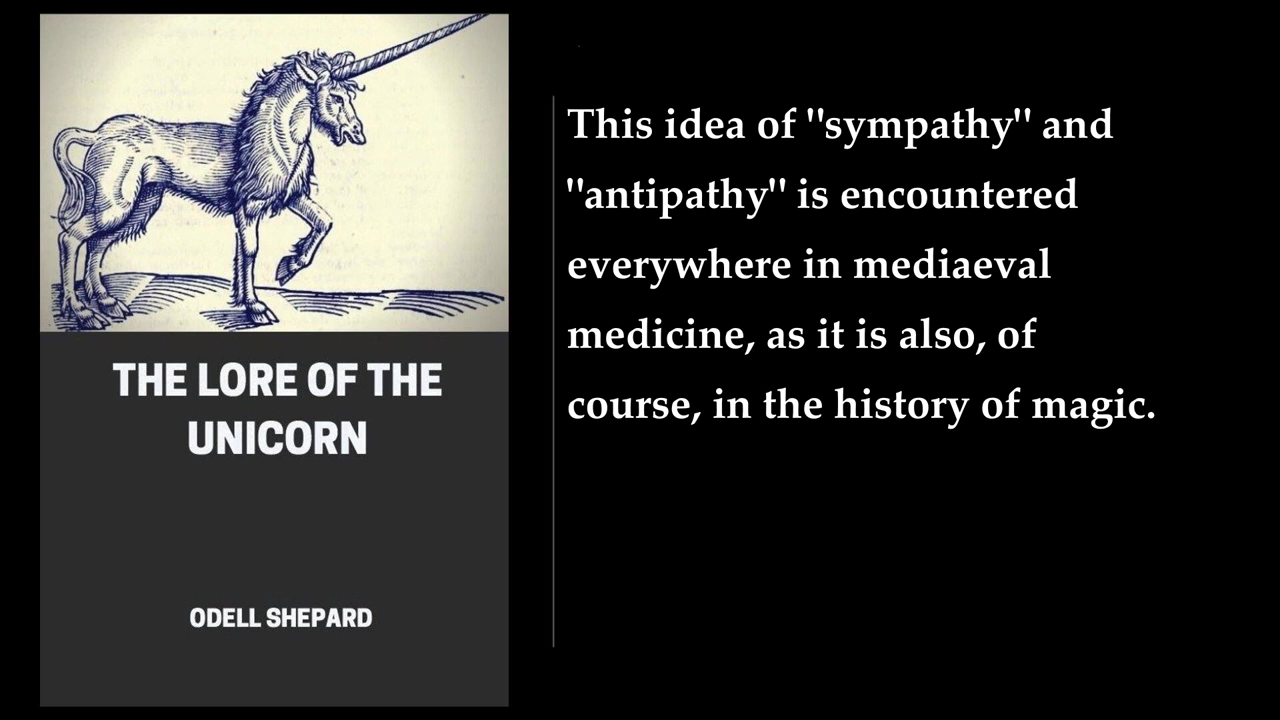 THE LORE OF THE
UNICORN
ODELL SHEPARD
This idea of "sympathy" and
"antipathy" is encountered
everywhere in mediaeval
medicine, as it is also, of
course, in the history of magic.